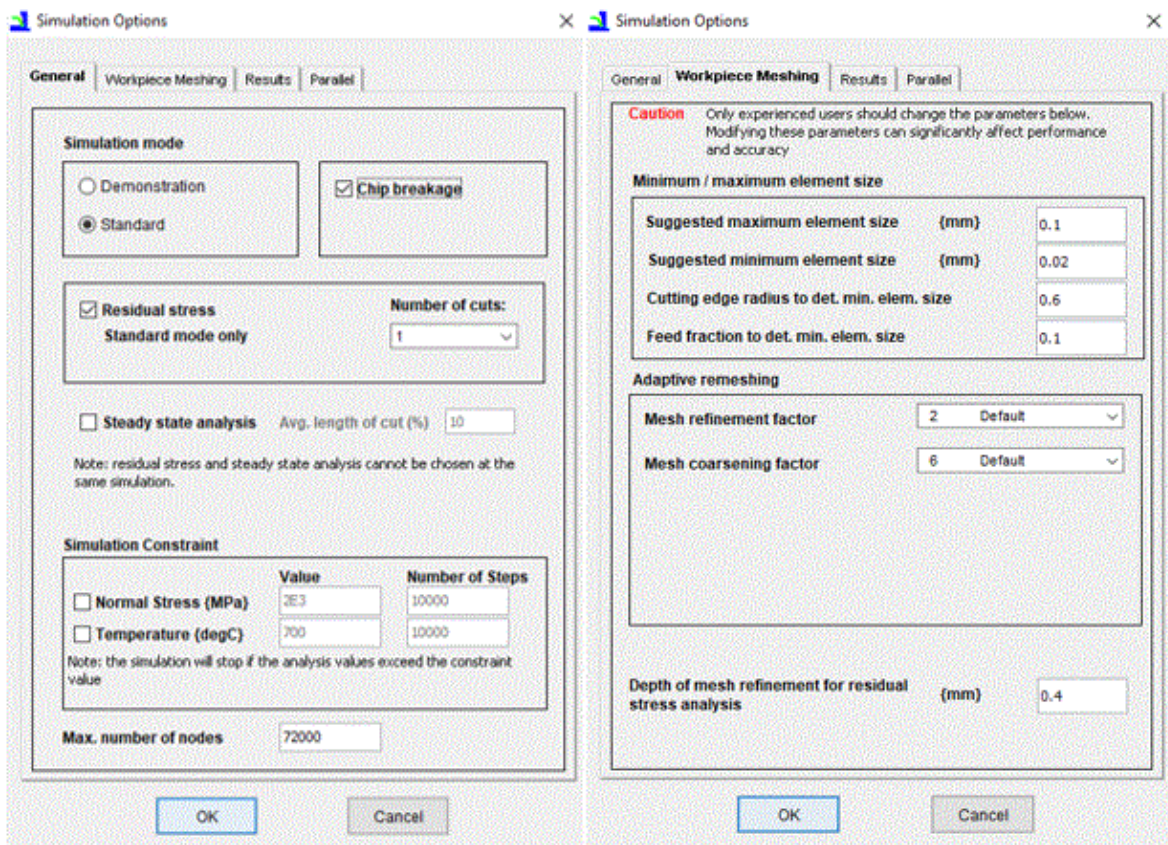 Simulation Options
General Workpiece Meshing Results Parallel
Simulation mode
Demonstration
Standard
Chip breakage
Residual stress
Standard mode only
Number of cuts:
1
Steady state analysis Avg. length of cut (%) 10
Note: residual stress and steady state analysis cannot be chosen at the
same simulation.
Simulation Constraint
Value Number of Steps
Normal Stress {MPa} 2E3 10000
Temperature {degC} 700 10000
Note: the simulation will stop if the analysis values exceed the constraint
value
Max. number of nodes 72000
OK Cancel
Simulation Options
General Workpiece Meshing Results Parallel
Caution Only experienced users should change the parameters below.
Modifying these parameters can significantly affect performance
and accuracy
Minimum / maximum element size
Suggested maximum element size {mm} 0.1
Suggested minimum element size {mm} 0.02
Cutting edge radius to det. min. elem. size 0.6
Feed fraction to det. min. elem. size 0.1
Adaptive remeshing
Mesh refinement factor 2 Default
Mesh coarsening factor 6 Default
Depth of mesh refinement for residual
stress analysis {mm} 0.4
OK Cancel